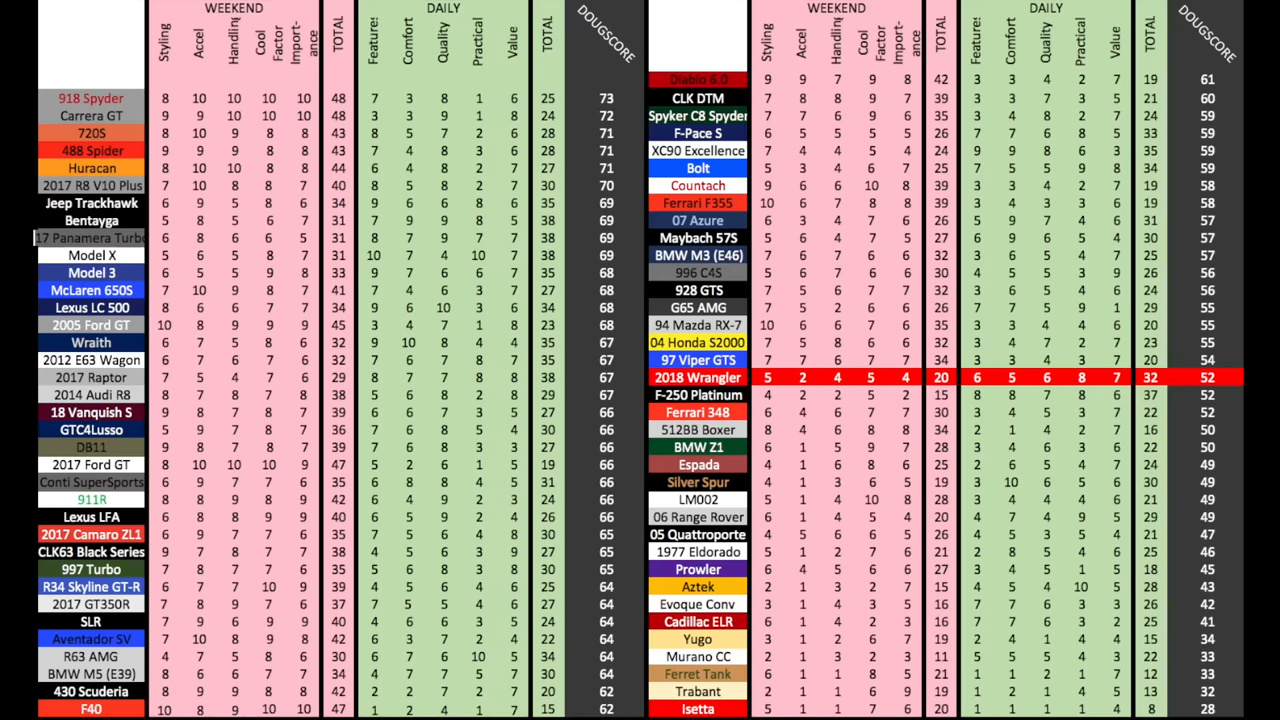 WEEKEND DAILY
Styling Accel Handling Cool Factor Import-ance TOTAL Features Comfort Quality Practical Value TOTAL DOUGSCORE
918 Spyder 8 10 10 10 10 48 7 3 8 1 6 25 73
Carrera GT 9 9 10 10 10 48 3 3 9 1 8 24 72
720S 8 10 9 8 8 43 8 5 7 2 6 28 71
488 Spider 9 9 9 8 8 43 7 4 8 3 6 28 71
Huracan 8 10 10 8 8 44 6 4 8 2 7 27 71
2017 R8 V10 Plus 7 10 8 8 7 40 8 5 8 2 7 30 70
Jeep Trackhawk 6 9 5 8 6 34 9 6 6 8 6 35 69
Bentayga 5 8 5 6 7 31 7 9 9 8 5 38 69
17 Panamera Turbo 6 8 6 6 5 31 8 7 9 7 7 38 69
Model X 5 6 5 8 7 31 10 7 4 10 7 38 69
Model 3 6 5 5 8 9 33 9 7 6 6 7 35 68
McLaren 650S 7 10 9 8 7 41 7 4 6 3 7 27 68
Lexus LC 500 8 6 6 7 7 34 9 6 10 3 6 34 68
2005 Ford GT 10 8 9 9 9 45 3 4 7 1 8 23 68
Wraith 6 7 5 8 6 32 9 10 8 4 4 35 67
2012 E63 Wagon 6 7 6 7 6 32 7 6 7 8 7 35 67
2017 Raptor 7 5 4 7 6 29 8 7 7 8 8 38 67
2014 Audi R8 8 7 8 7 8 38 5 6 8 2 8 29 67
18 Vanquish S 9 8 7 8 7 39 6 6 7 3 5 27 66
GTC4Lusso 5 9 7 8 7 36 7 6 8 5 4 30 66
DB11 9 8 7 8 7 39 7 6 8 3 3 27 66
2017 Ford GT 8 10 10 10 9 47 5 2 6 1 5 19 66
Conti SuperSports 6 9 7 7 6 35 6 8 8 4 5 31 66
911R 8 8 9 8 9 42 6 4 9 2 3 24 66
Lexus LFA 6 8 8 9 9 40 6 5 9 2 4 26 66
2017 Camaro ZL1 6 8 8 7 6 35 7 5 6 4 8 30 65
CLK63 Black Series 9 7 8 7 7 38 4 5 6 3 9 27 65
997 Turbo 7 8 7 7 6 35 5 6 8 3 8 30 65
R34 Skyline GT-R 6 7 7 10 9 39 4 5 6 4 6 25 64
2017 GT350R 7 8 9 7 6 37 7 5 5 4 6 27 64
SLR 9 8 7 7 9 40 4 6 6 3 5 24 64
Aventador SV 7 10 8 9 8 42 6 3 7 2 4 22 64
R63 AMG 4 7 5 8 6 30 6 7 6 10 5 34 64
BMW M5 (E39) 8 6 6 7 7 34 4 5 7 6 8 30 64
430 Scuderia 8 9 9 8 8 42 2 2 7 2 7 20 62
F40 10 8 9 10 10 47 1 2 4 1 7 15 62
WEEKEND DAILY
Styling Accel Handling Cool Factor Import-ance TOTAL Features Comfort Quality Practical Value TOTAL DOUGSCORE
Diablo 6.0 9 9 7 9 8 42 3 3 4 2 7 19 61
CLK DTM 7 8 8 9 7 39 3 3 7 3 5 21 60
Spyker C8 Spyder 7 7 6 9 6 35 3 4 8 2 7 24 59
F-Pace S 6 5 5 5 5 26 7 5 6 8 5 33 59
XC90 Excellence 7 4 4 5 4 24 9 9 8 6 3 35 59
Bolt 5 3 4 6 7 25 7 5 5 9 8 34 59
Countach 9 6 6 10 8 39 3 3 4 2 7 19 58
Ferrari F355 10 6 7 8 8 39 3 4 4 3 5 19 58
07 Azure 6 3 4 7 6 26 5 9 7 4 6 31 57
Maybach 57S 5 6 4 7 5 27 6 9 6 5 4 30 57
BMW M3 (E46) 7 6 6 7 6 32 3 5 4 6 7 25 57
996 C4S 5 6 7 6 6 30 4 5 5 3 9 26 56
928 GTS 7 5 6 7 7 32 3 6 5 4 6 24 56
G65 AMG 5 6 2 8 5 26 7 7 5 9 1 29 55
94 Mazda RX-7 10 6 6 7 6 35 3 3 4 4 6 20 55
04 Honda S2000 7 5 8 6 6 32 3 4 7 2 7 23 55
97 Viper GTS 7 7 6 7 7 34 3 3 4 3 7 20 54
2018 Wrangler 5 2 4 5 4 20 6 5 6 8 7 32 52
F-250 Platinum 4 2 2 5 2 15 8 8 7 8 6 37 52
Ferrari 348 6 4 6 7 7 30 3 4 5 3 7 22 52
512BB Boxer 8 4 6 8 8 34 2 1 4 2 7 16 50
BMW Z1 6 1 5 9 7 28 3 4 6 3 6 22 50
Espada 4 1 6 8 6 25 2 6 5 4 7 24 49
Silver Spur 4 1 3 6 5 19 3 10 6 5 6 30 49
LM002 5 1 4 10 8 28 3 4 4 4 6 21 49
06 Range Rover 6 1 4 5 4 20 4 7 4 9 5 29 49
05 Quattroporte 4 5 6 5 6 26 4 5 3 5 4 21 47
1977 Eldorado 5 1 2 7 6 21 2 8 5 4 6 25 46
Prowler 6 4 5 6 6 27 3 4 5 1 5 18 45
Aztek 2 1 3 2 7 15 4 5 4 10 5 28 43
Evoque Conv 3 1 4 3 5 16 7 7 6 3 3 26 42
Cadillac ELR 6 1 3 2 4 16 7 7 6 3 2 25 41
Yugo 2 1 3 6 7 19 2 4 1 4 4 15 34
Murano CC 2 1 3 2 3 11 5 5 5 4 3 22 33
Ferret Tank 6 1 1 8 5 21 1 1 2 1 7 12 33
Trabant 2 1 1 6 9 19 1 2 1 4 5 13 32
Isetta 5 1 1 7 6 20 1 1 1 1 4 8 28